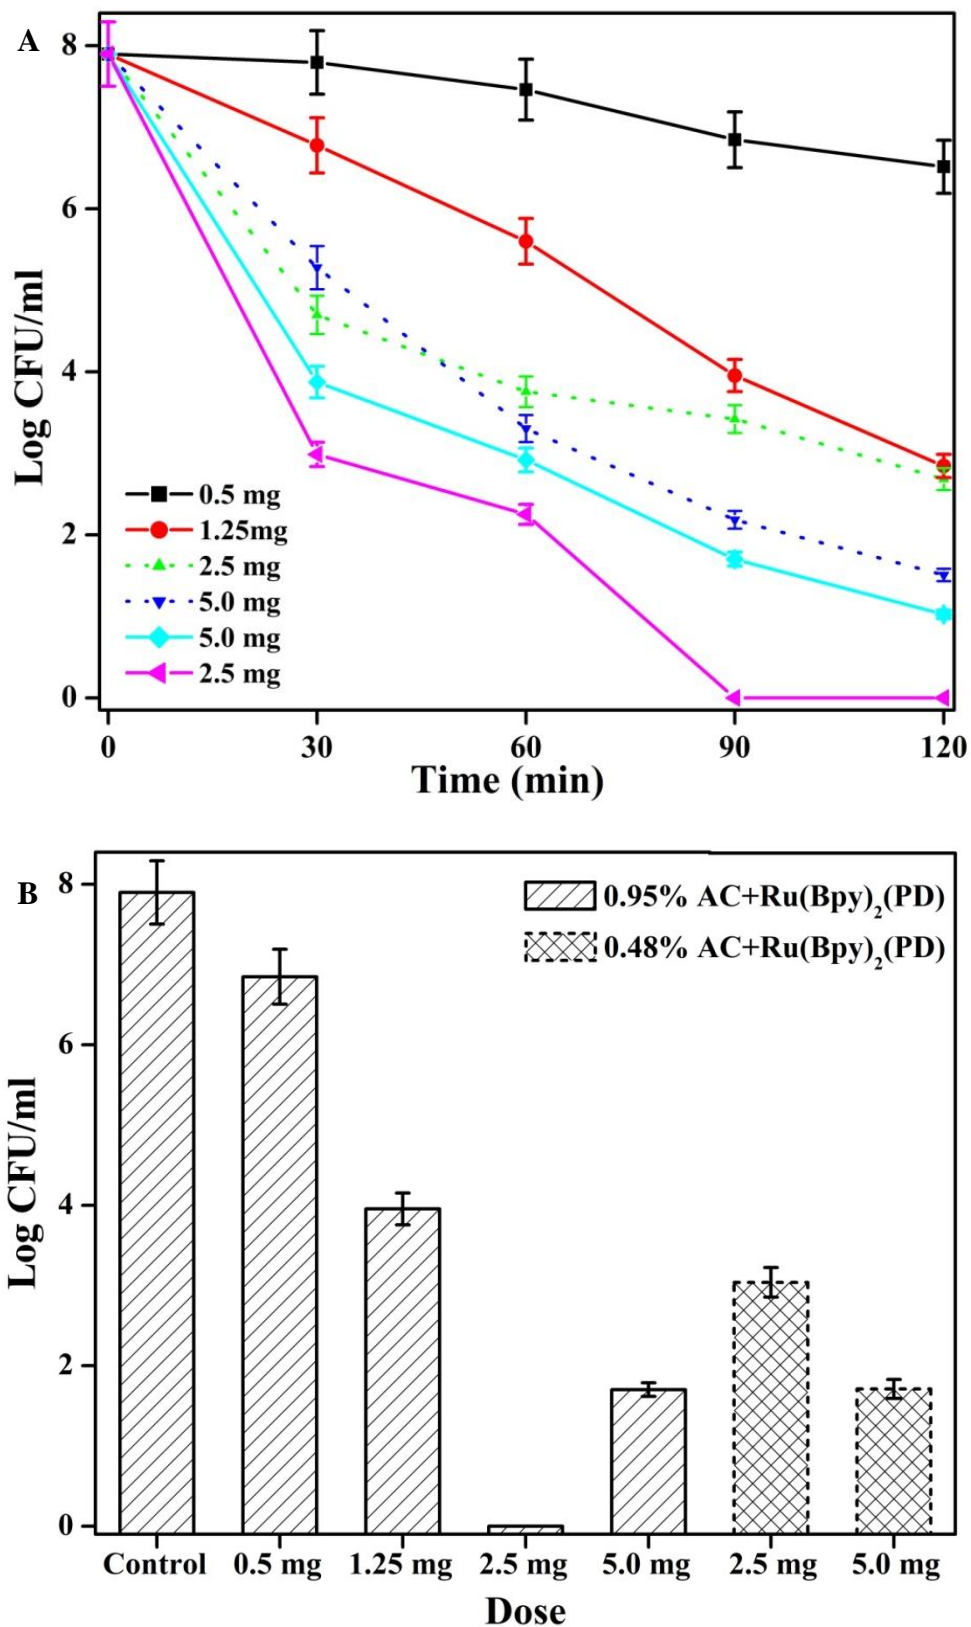 A
8
6
4
2
0
Log CFU/ml
0.5 mg
1.25mg
2.5 mg
5.0 mg
5.0 mg
2.5 mg
0 30 60 90 120
Time (min)
B
8
6
4
2
0
Log CFU/ml
0.95% AC+Ru(Bpy)₂(PD)
0.48% AC+Ru(Bpy)₂(PD)
Control 0.5 mg 1.25 mg 2.5 mg 5.0 mg 2.5 mg 5.0 mg
Dose